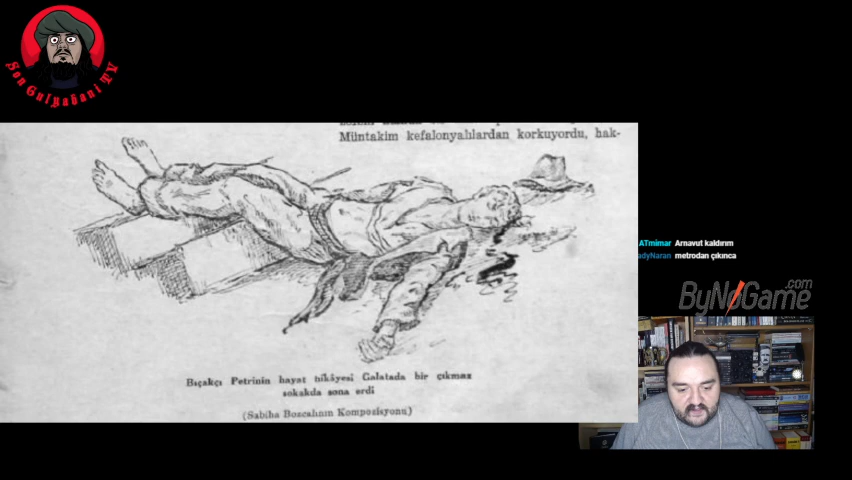 Son Gulyabani TV
Müntakim kefalonyalılardan korkuyordu, hak-
ATmimar Arnavut kaldırım
adyNaran metrodan çıkınca
ByNoGame.com
Bıçakçı Petrinin hayat hikâyesi Galatada bir çıkmaz
sokakda sona erdi
(Sabiha Bozcalının Kompozisyonu)